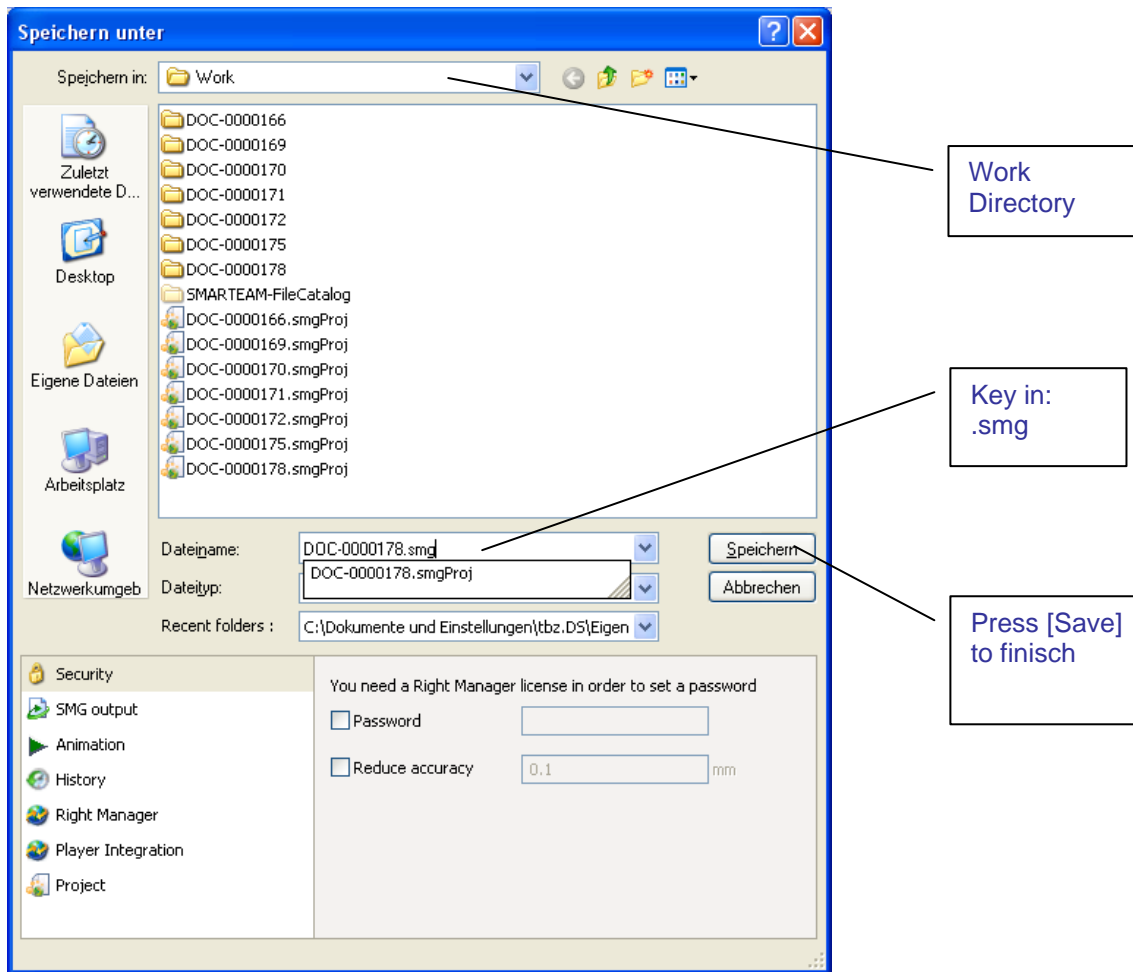 Speichern unter
Speichern in:
Work
DOC-0000166
DOC-0000169
DOC-0000170
DOC-0000171
DOC-0000172
DOC-0000175
DOC-0000178
SMARTEAM-FileCatalog
DOC-0000166.smgProj
DOC-0000169.smgProj
DOC-0000170.smgProj
DOC-0000171.smgProj
DOC-0000172.smgProj
DOC-0000175.smgProj
DOC-0000178.smgProj
Zuletzt
verwendete D...
Desktop
Eigene Dateien
Arbeitsplatz
Netzwerkumgeb
Dateiname:
DOC-0000178.smg
Speichern
DOC-0000178.smgProj
Dateityp:
Abbrechen
Recent folders :
C:\Dokumente und Einstellungen\tbz.DS\Eigen
Security
SMG output
Animation
History
Right Manager
Player Integration
Project
You need a Right Manager license in order to set a password
Password
Reduce accuracy
0.1
mm
Work
Directory
Key in:
.smg
Press [Save]
to finisch